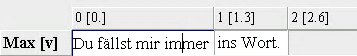 0 [0.] 1 [1.3] 2 [2.6]
Max [v] Du fällst mir immer ins Wort.